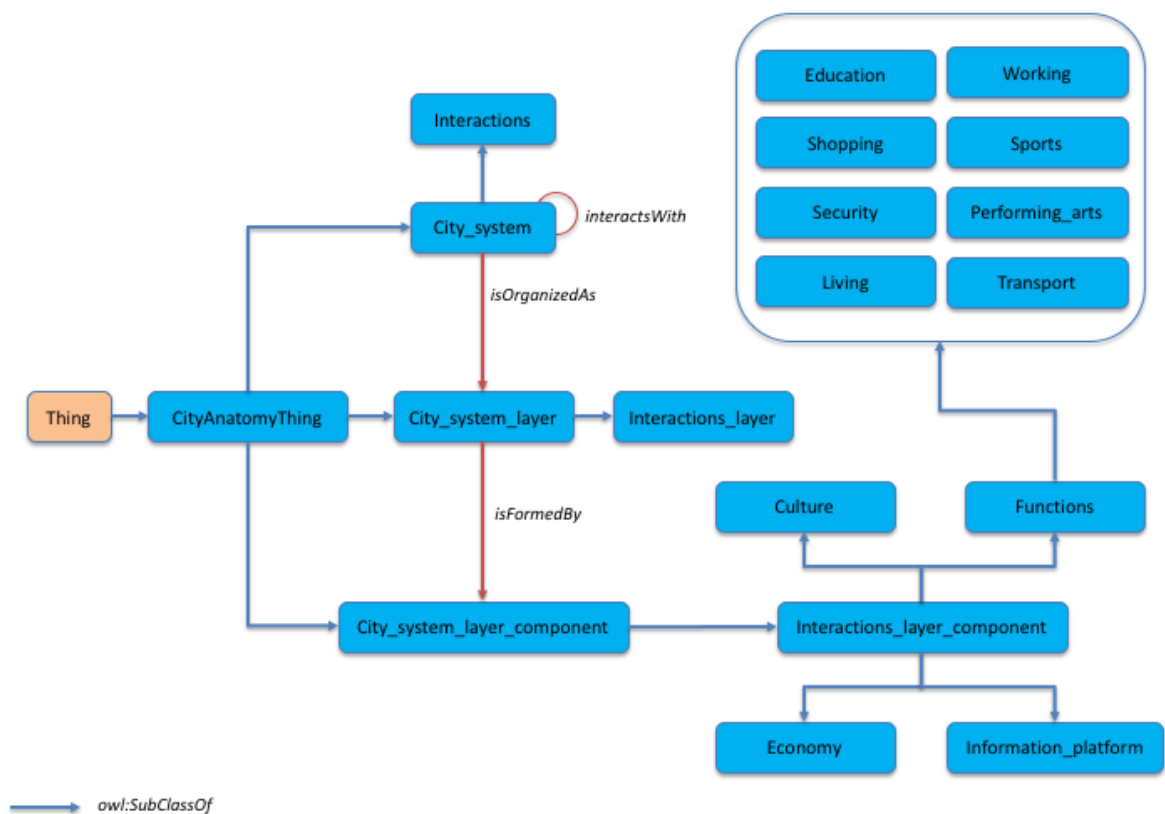 Education
Working
Shopping
Sports
Security
Performing_arts
Living
Transport
Interactions
City_system
interactsWith
isOrganizedAs
Thing
CityAnatomyThing
City_system_layer
Interactions_layer
isFormedBy
Culture
Functions
City_system_layer_component
Interactions_layer_component
Economy
Information_platform
owl:SubClassOf